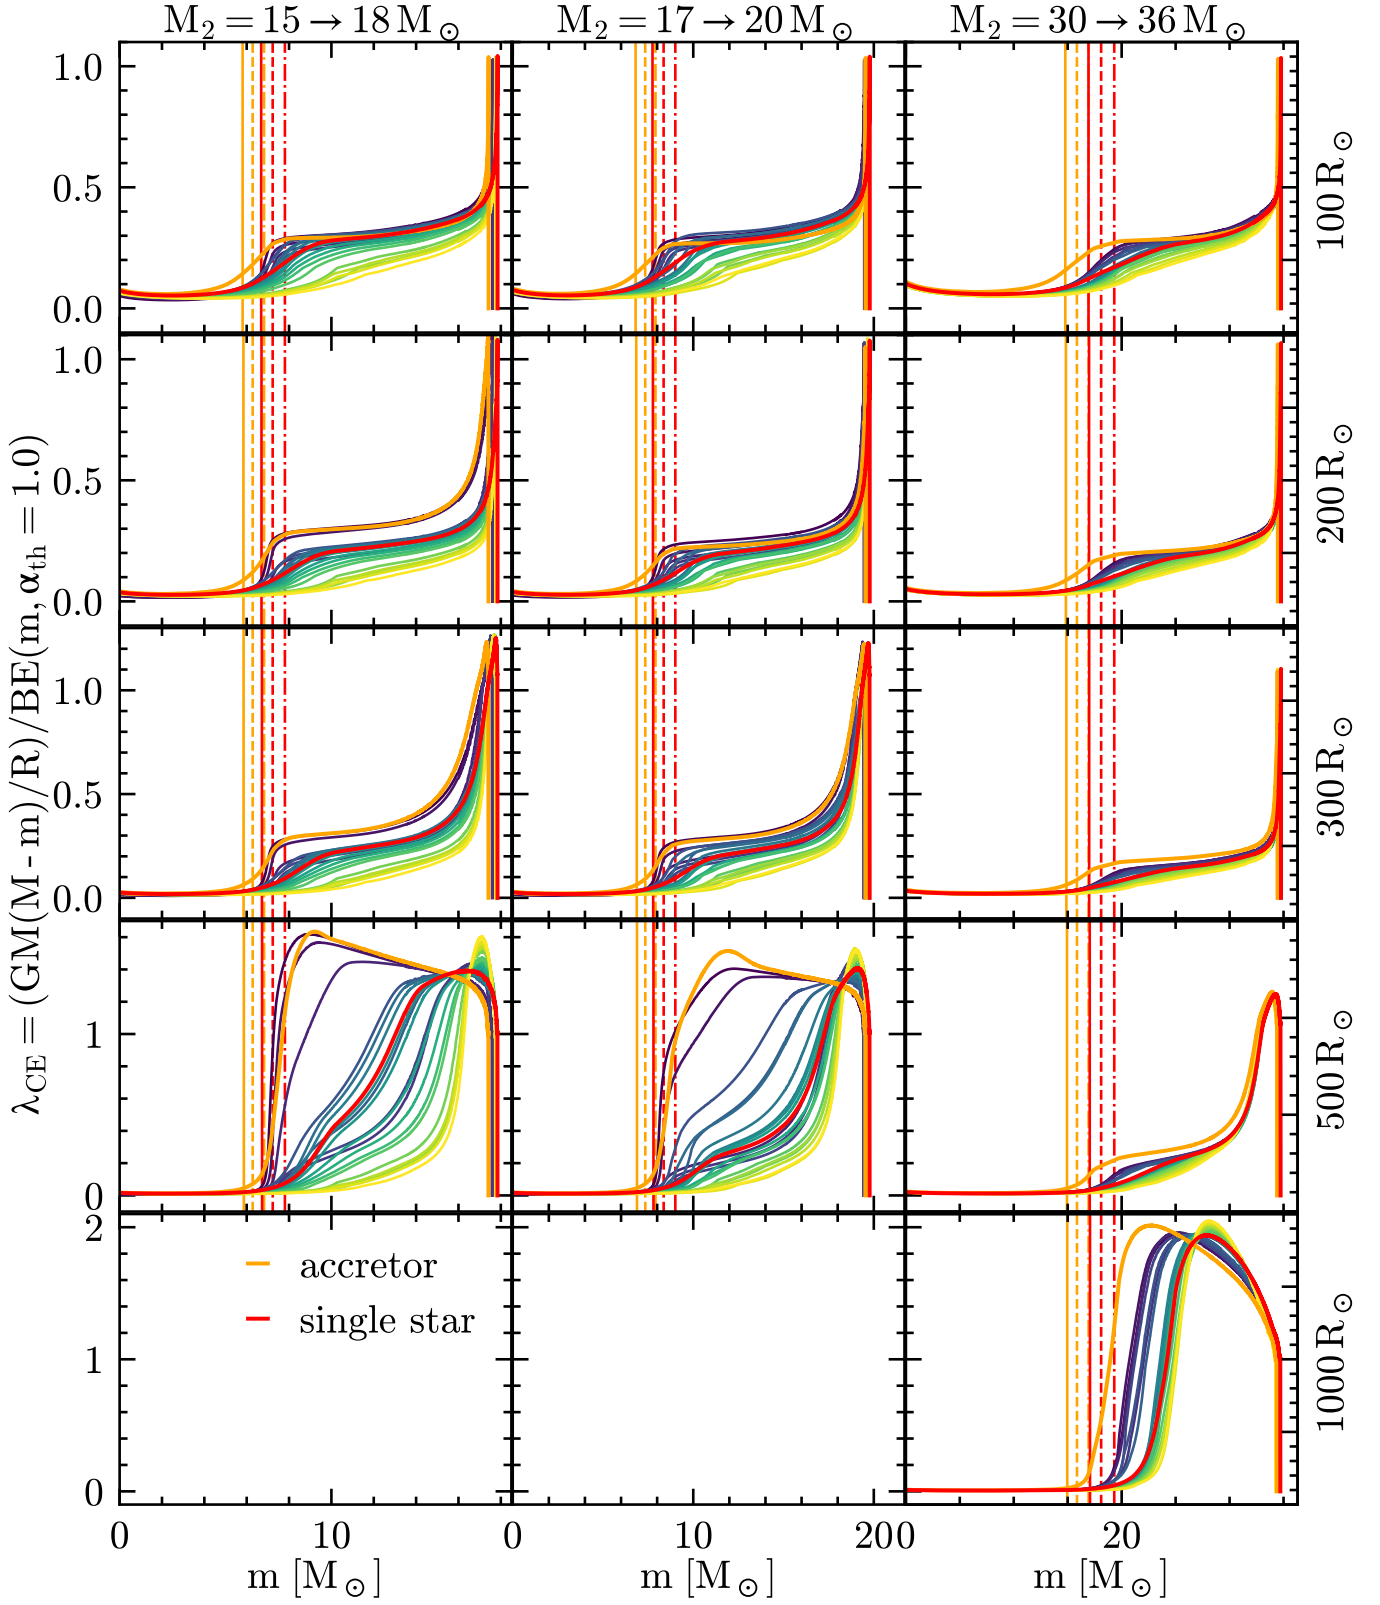 M₂ = 15 → 18 M⊙ M₂ = 17 → 20 M⊙ M₂ = 30 → 36 M⊙
1.0
0.5
0.0
100 R⊙
1.0
0.5
0.0
200 R⊙
1.0
0.5
0.0
300 R⊙
1
0
500 R⊙
2
1
0
1000 R⊙
λCE = (GM(M - m)/R)/BE(m, αth = 1.0)
accretor
single star
0 10 0 10 20 0 20
m [M⊙] m [M⊙] m [M⊙]